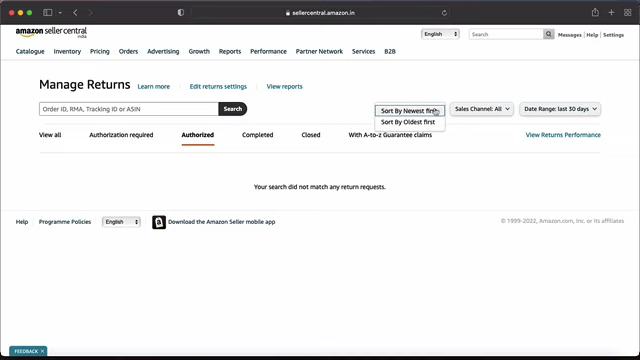 sellercentral.amazon.in
amazon seller central
india
English
Search
Messages | Help | Settings
Catalogue Inventory Pricing Orders Advertising Growth Reports Performance Partner Network Services B2B
Manage Returns Learn more Edit returns settings View reports
Order ID, RMA, Tracking ID or ASIN Search
Sort By Newest first Sales Channel: All Date Range: last 30 days
Sort By Oldest first
View all Authorization required Authorized Completed Closed With A-to-z Guarantee claims View Returns Performance
Your search did not match any return requests.
Help Programme Policies English Download the Amazon Seller mobile app © 1999-2022, Amazon.com, Inc. or its affiliates
FEEDBACK ×